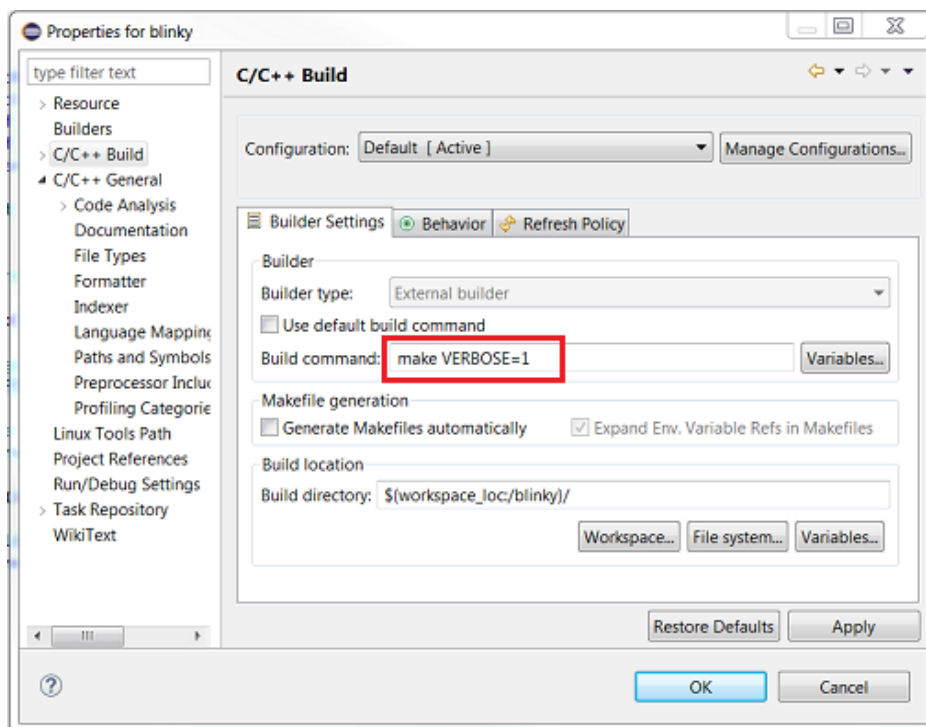 Properties for blinky
type filter text
Resource
Builders
C/C++ Build
C/C++ General
Code Analysis
Documentation
File Types
Formatter
Indexer
Language Mapping
Paths and Symbols
Preprocessor Inclu
Profiling Categorie
Linux Tools Path
Project References
Run/Debug Settings
Task Repository
WikiText
C/C++ Build
Configuration: Default [ Active ] Manage Configurations...
Builder Settings Behavior Refresh Policy
Builder
Builder type: External builder
Use default build command
Build command: make VERBOSE=1 Variables...
Makefile generation
Generate Makefiles automatically Expand Env. Variable Refs in Makefiles
Build location
Build directory: $(workspace_loc:/blinky)/
Workspace... File system... Variables...
Restore Defaults Apply
OK Cancel